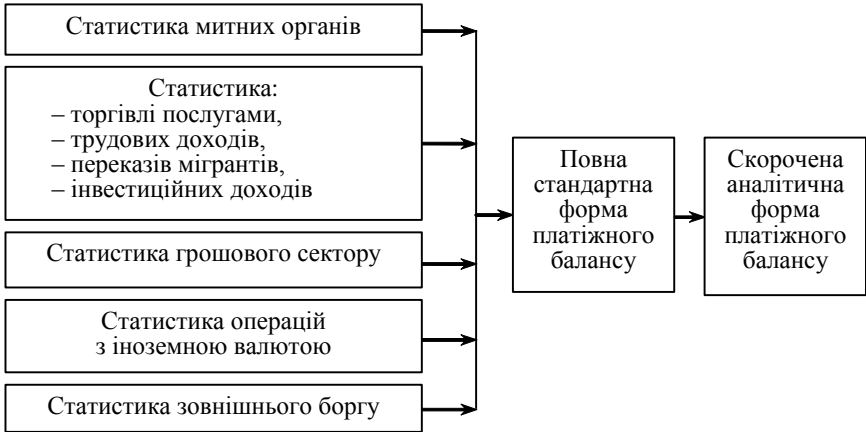 Статистика митних органів
Статистика:
– торгівлі послугами,
– трудових доходів,
– переказів мігрантів,
– інвестиційних доходів
Статистика грошового сектору
Статистика операцій
з іноземною валютою
Статистика зовнішнього боргу
Повна
стандартна
форма
платіжного
балансу
Скорочена
аналітична
форма
платіжного
балансу